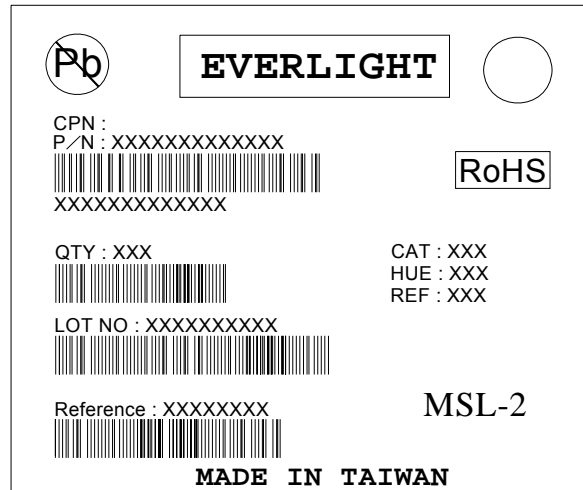 Pb
EVERLIGHT
CPN :
P／N : XXXXXXXXXXXXX
RoHS
XXXXXXXXXXXXX
QTY : XXX
CAT : XXX
HUE : XXX
REF : XXX
LOT NO : XXXXXXXXXX
Reference : XXXXXXXX
MSL-2
MADE IN TAIWAN